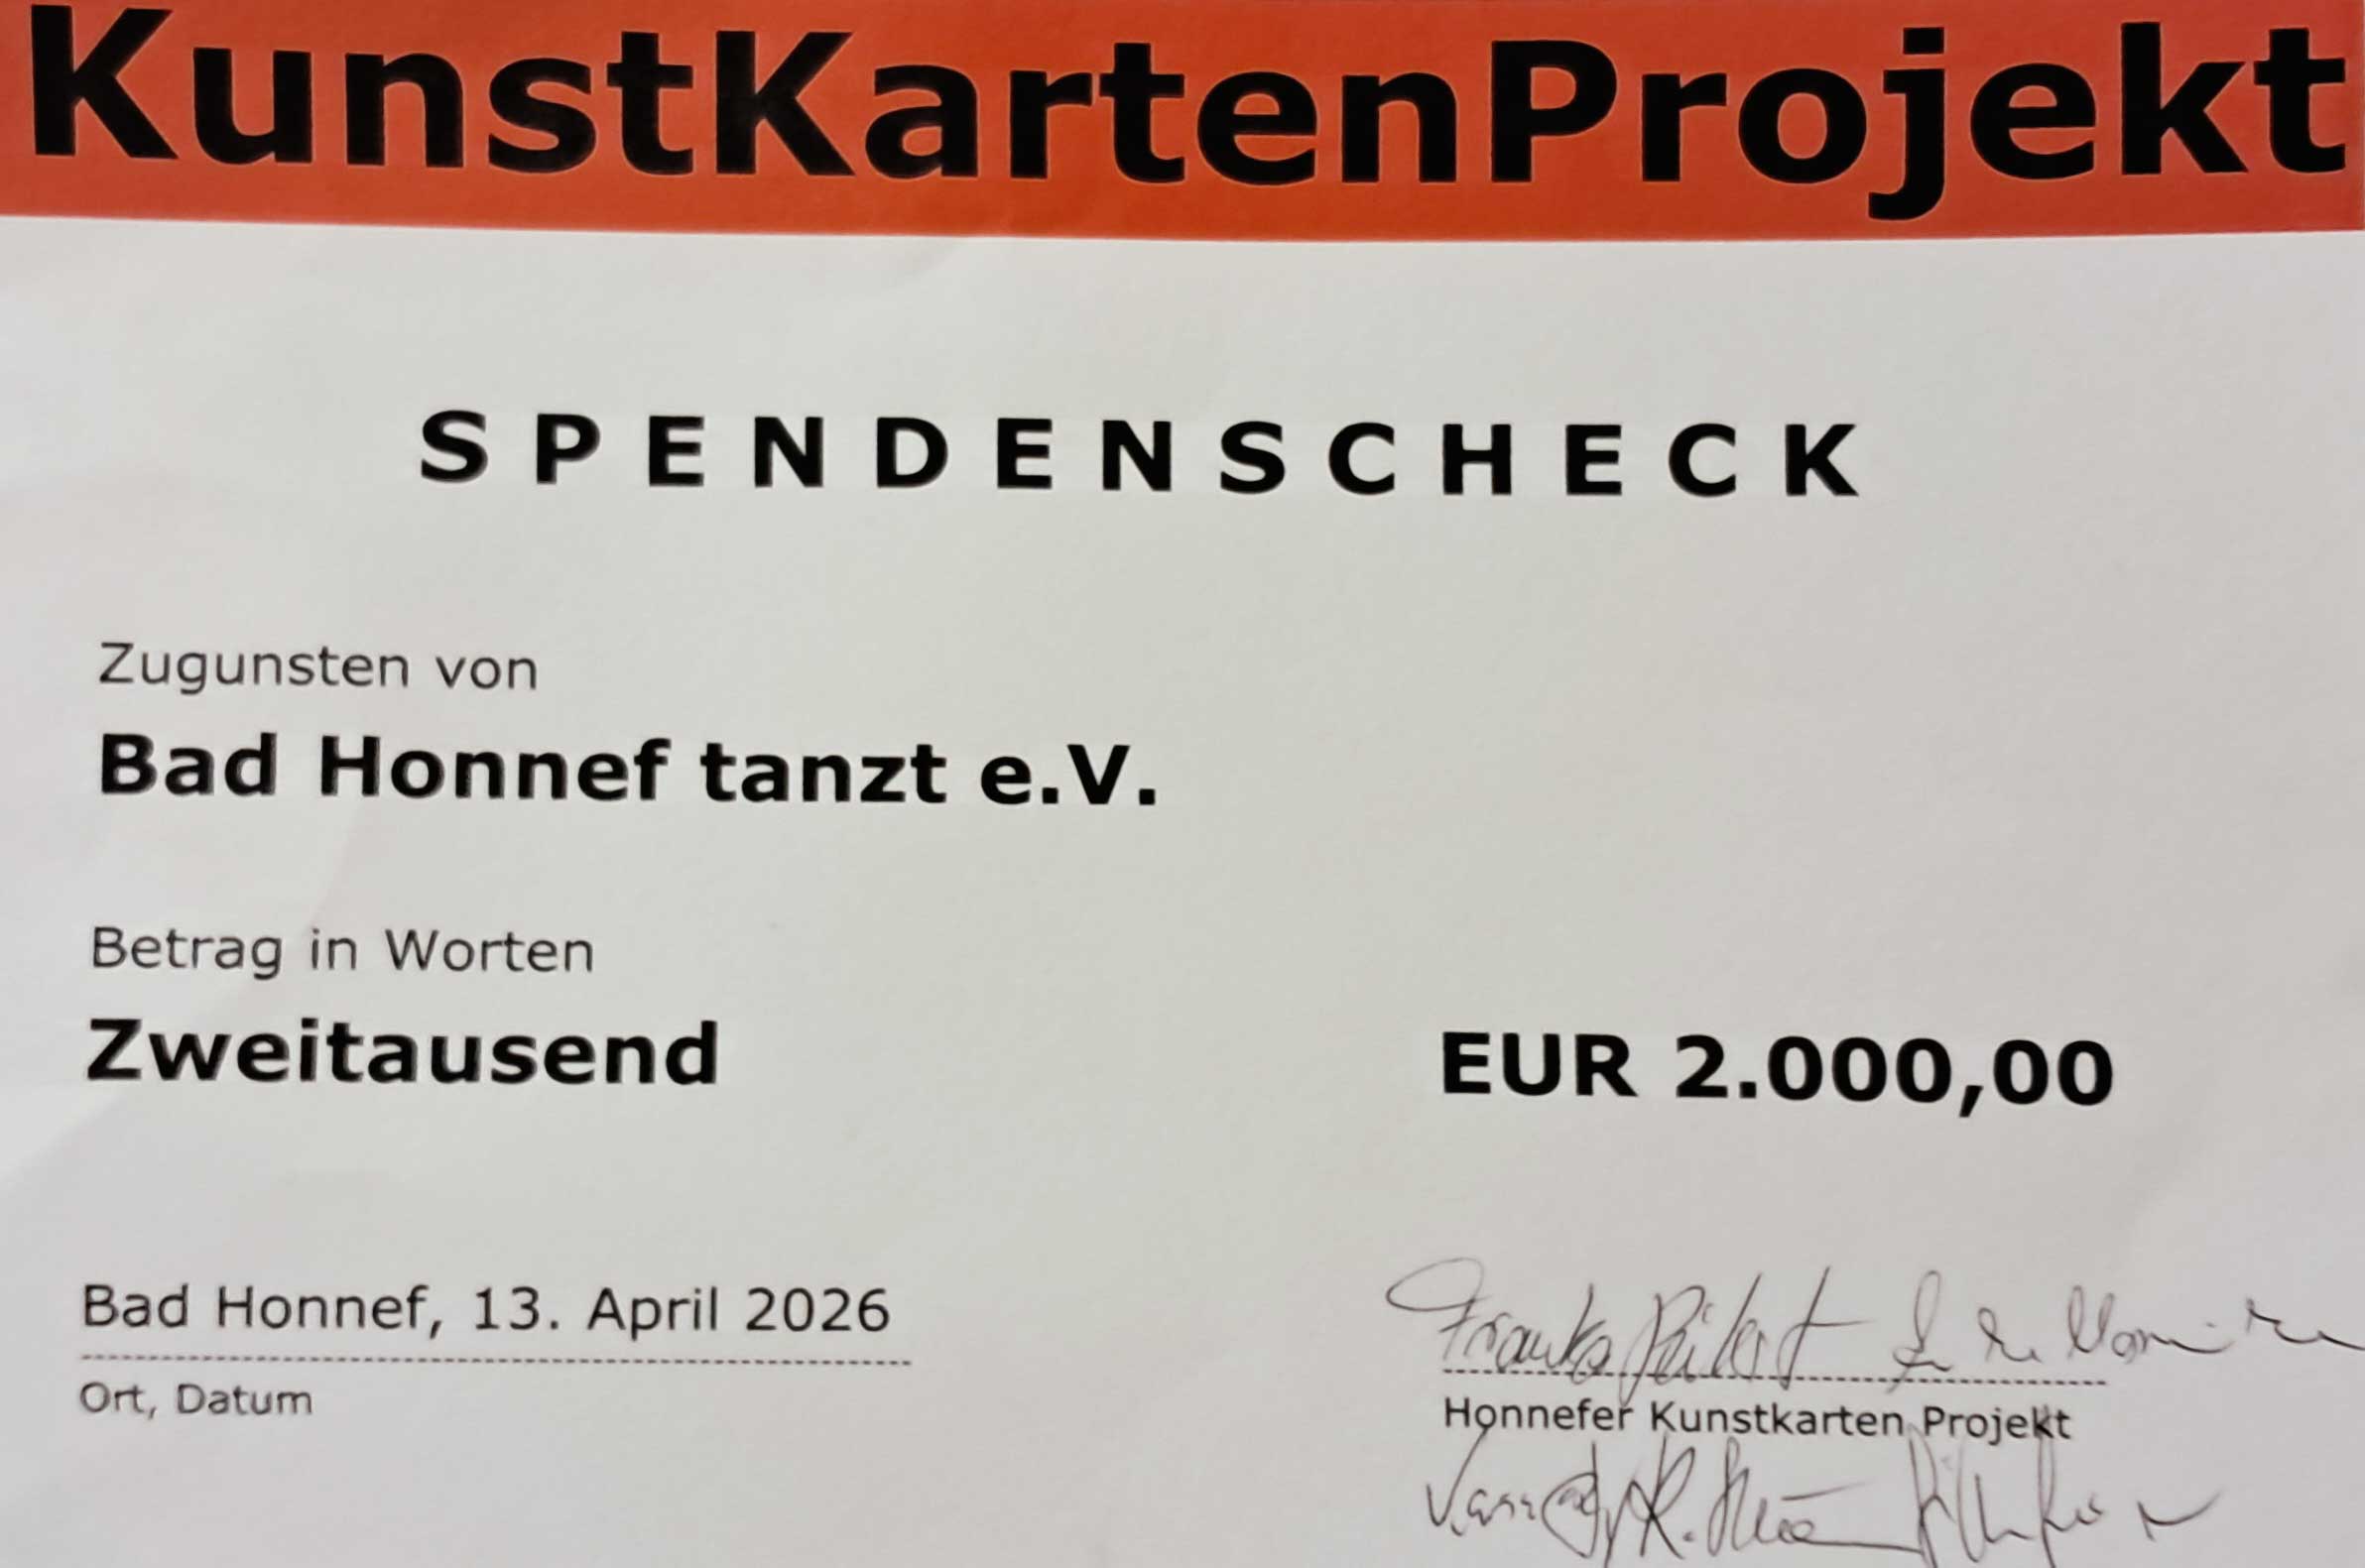 KunstKartenProjekt
SPENDENSCHECK
Zugunsten von
Bad Honnef tanzt e.V.
Betrag in Worten
Zweitausend
EUR 2.000,00
Bad Honnef, 13. April 2026
Ort, Datum
Honnefer Kunstkarten Projekt